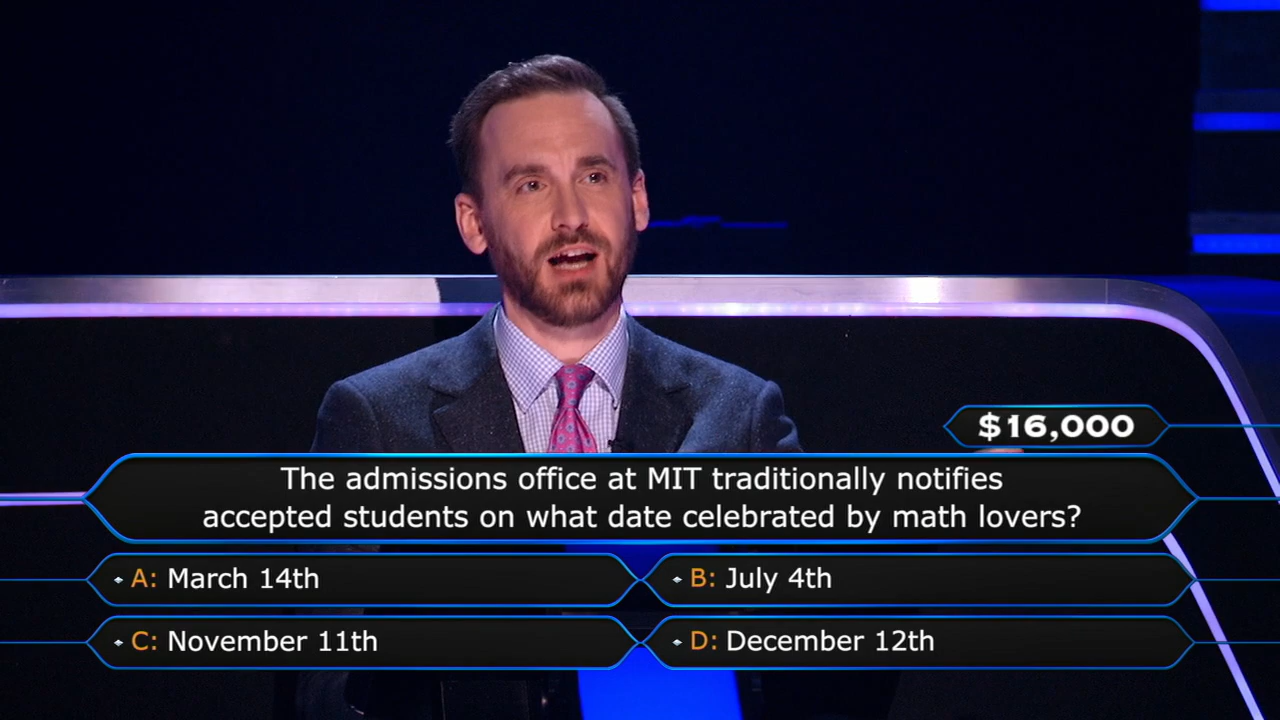 $16,000
The admissions office at MIT traditionally notifies
accepted students on what date celebrated by math lovers?
A: March 14th
B: July 4th
C: November 11th
D: December 12th